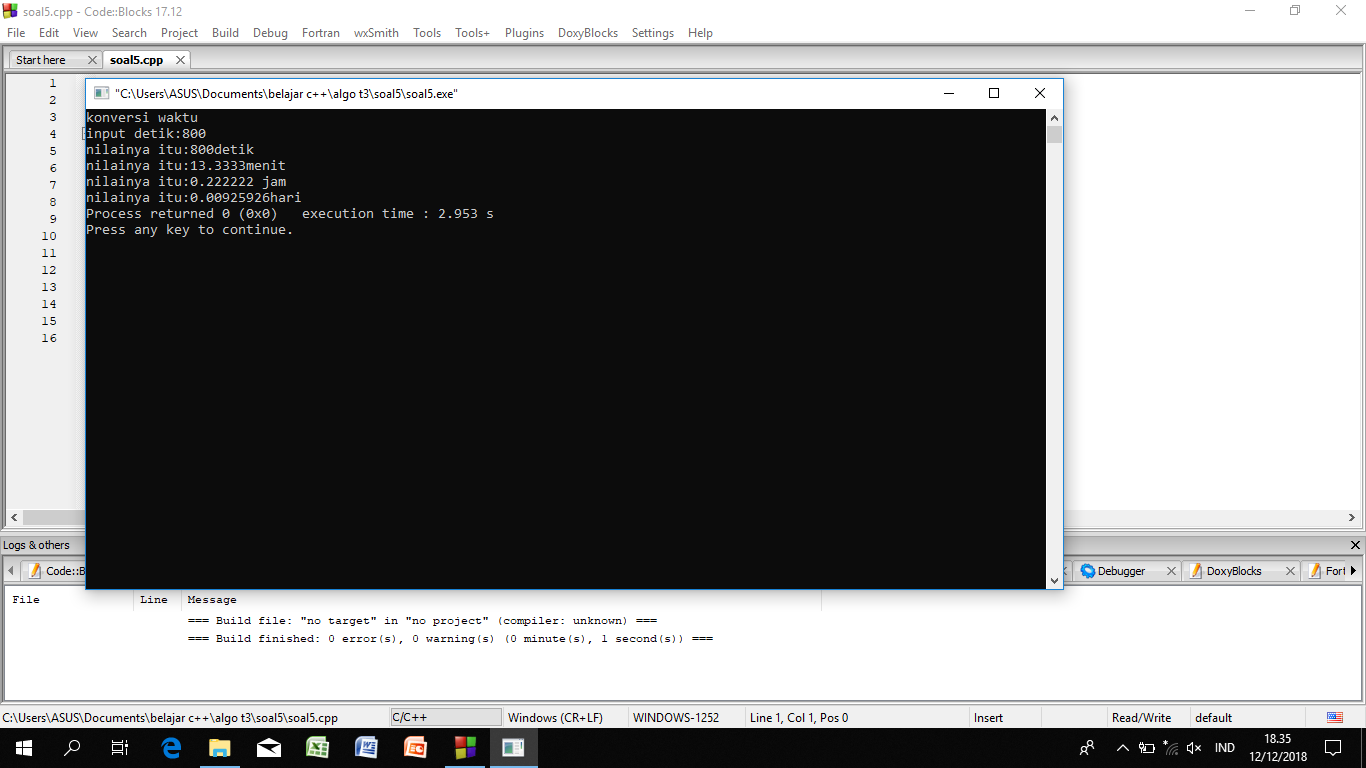 soal5.cpp - Code::Blocks 17.12
File Edit View Search Project Build Debug Fortran wxSmith Tools Tools+ Plugins DoxyBlocks Settings Help
Start here soal5.cpp
1
2
3
4
5
6
7
8
9
10
11
12
13
14
15
16
"C:\Users\ASUS\Documents\belajar c++\algo t3\soal5\soal5.exe"
konversi waktu
input detik:800
nilainya itu:800detik
nilainya itu:13.3333menit
nilainya itu:0.222222 jam
nilainya itu:0.00925926hari
Process returned 0 (0x0)   execution time : 2.953 s
Press any key to continue.
Logs & others
Code::B Debugger DoxyBlocks Fort
File Line Message
=== Build file: "no target" in "no project" (compiler: unknown) ===
=== Build finished: 0 error(s), 0 warning(s) (0 minute(s), 1 second(s)) ===
C:\Users\ASUS\Documents\belajar c++\algo t3\soal5\soal5.cpp C/C++ Windows (CR+LF) WINDOWS-1252 Line 1, Col 1, Pos 0 Insert Read/Write default
IND 18.35
12/12/2018